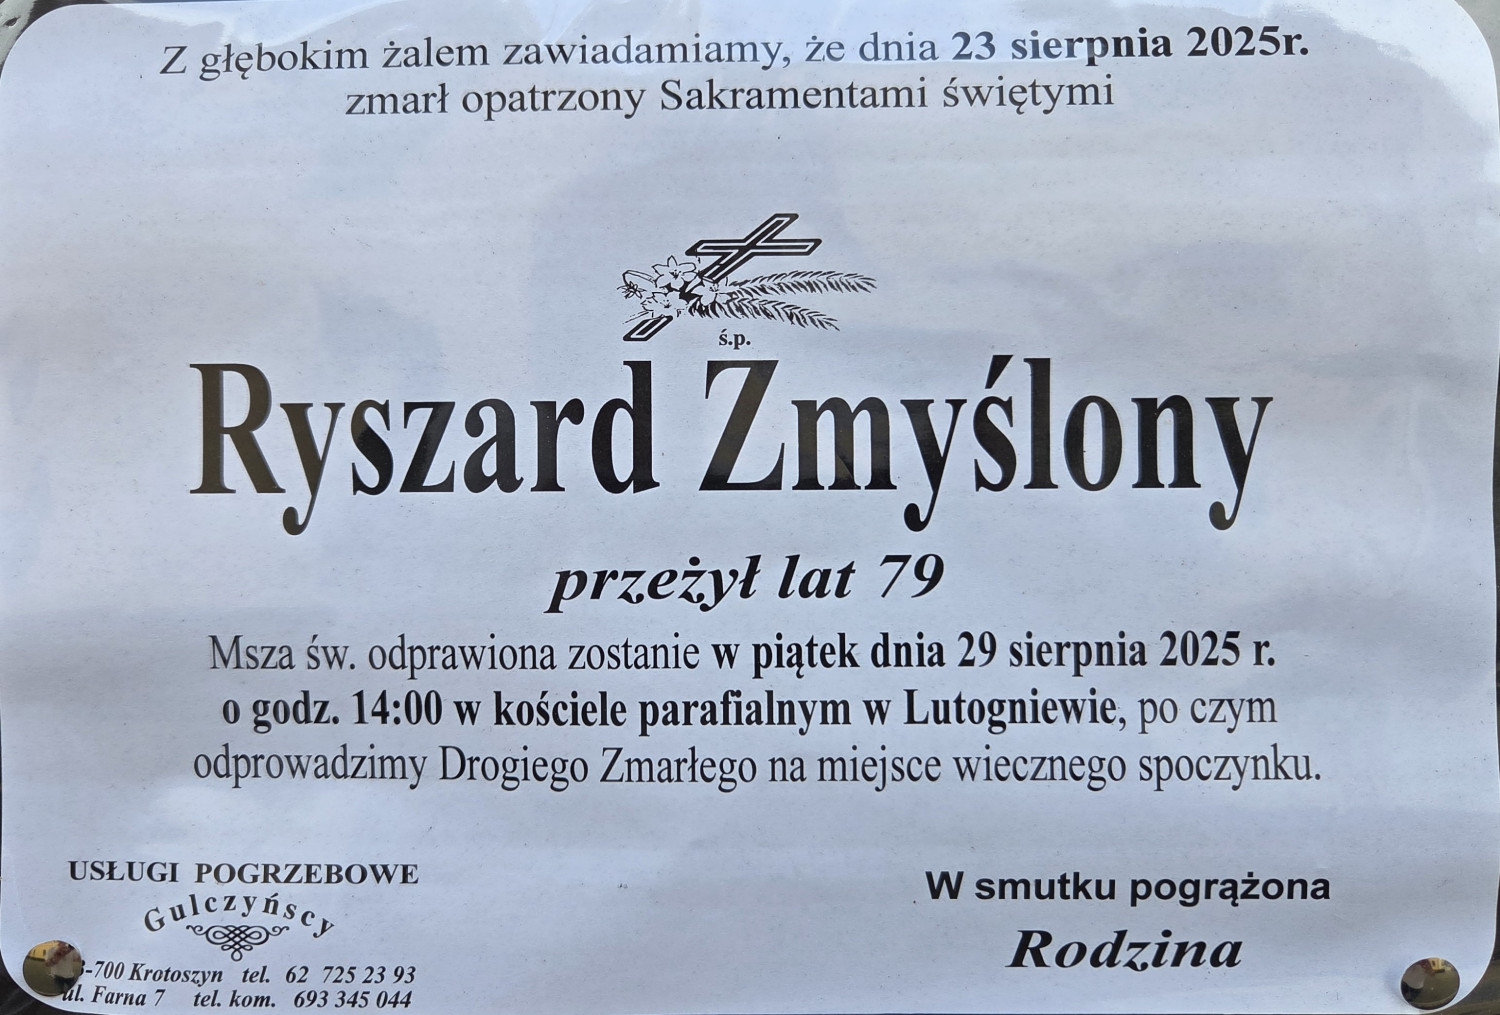 Z głębokim żalem zawiadamiamy, że dnia 23 sierpnia 2025r.
zmarł opatrzony Sakramentami świętymi
ś.p.
Ryszard Zmyślony
przeżył lat 79
Msza św. odprawiona zostanie w piątek dnia 29 sierpnia 2025 r.
o godz. 14:00 w kościele parafialnym w Lutogniewie, po czym
odprowadzimy Drogiego Zmarłego na miejsce wiecznego spoczynku.
USŁUGI POGRZEBOWE
Gulczyńscy
-700 Krotoszyn tel. 62 725 23 93
ul. Farna 7 tel. kom. 693 345 044
W smutku pogrążona
Rodzina